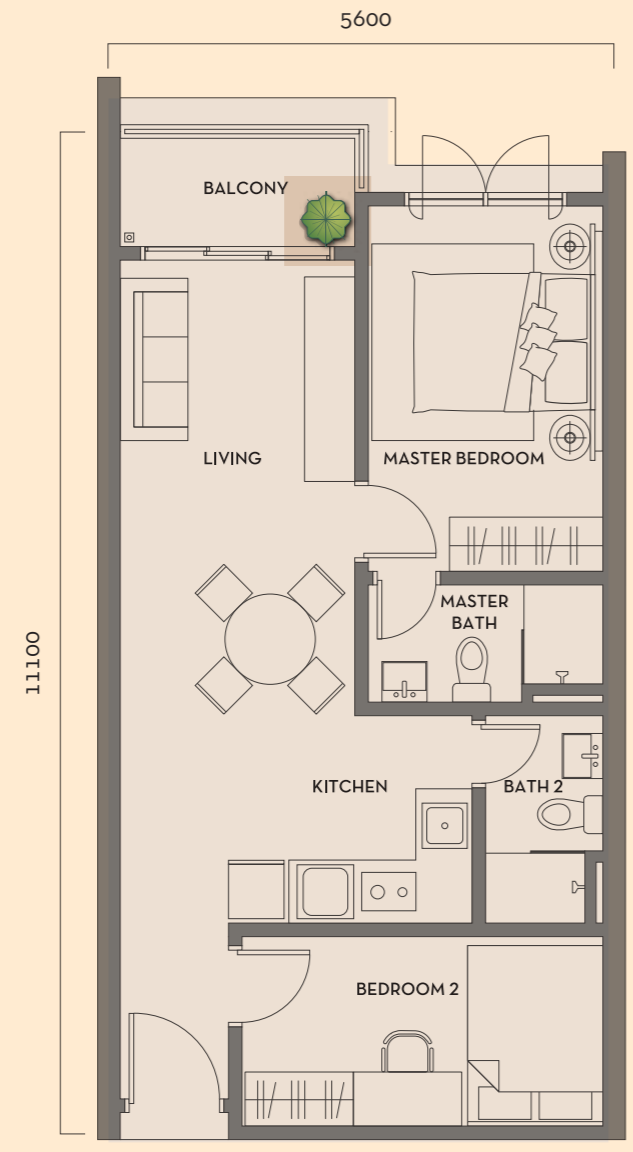 5600
BALCONY
LIVING
MASTER BEDROOM
11100
MASTER
BATH
KITCHEN
BATH 2
BEDROOM 2